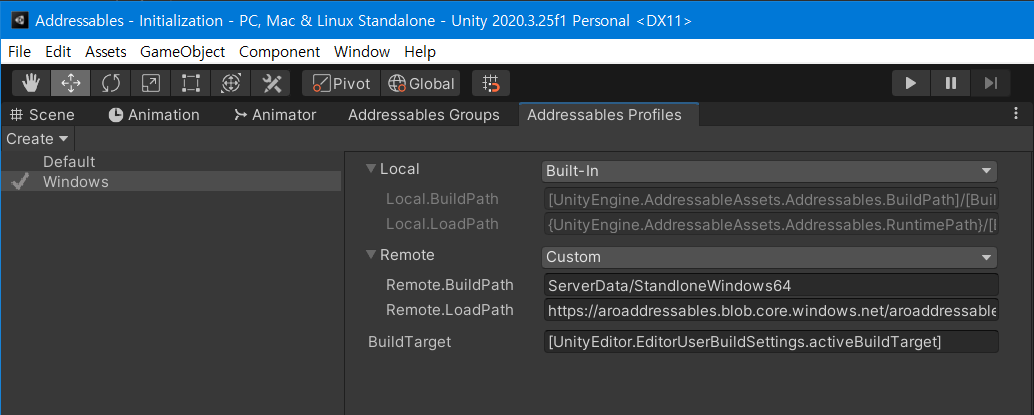 Addressables - Initialization - PC, Mac & Linux Standalone - Unity 2020.3.25f1 Personal <DX11>
File Edit Assets GameObject Component Window Help
Pivot Global
Scene Animation Animator Addressables Groups Addressables Profiles
Create
Default
Windows
Local Built-In
Local.BuildPath [UnityEngine.AddressableAssets.Addressables.BuildPath]/[Buil
Local.LoadPath {UnityEngine.AddressableAssets.Addressables.RuntimePath}/[
Remote Custom
Remote.BuildPath ServerData/StandloneWindows64
Remote.LoadPath https://aroaddressables.blob.core.windows.net/aroaddressable
BuildTarget [UnityEditor.EditorUserBuildSettings.activeBuildTarget]